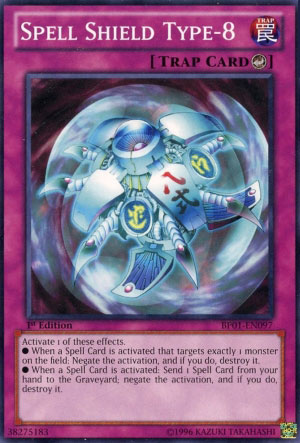 SPELL SHIELD TYPE-8
TRAP
罠
[TRAP CARD]
1st Edition
BP01-EN097
Activate 1 of these effects.
● When a Spell Card is activated that targets exactly 1 monster
on the field: Negate the activation, and if you do, destroy it.
● When a Spell Card is activated: Send 1 Spell Card from your
hand to the Graveyard; negate the activation, and if you do,
destroy it.
38275183
©1996 KAZUKI TAKAHASHI